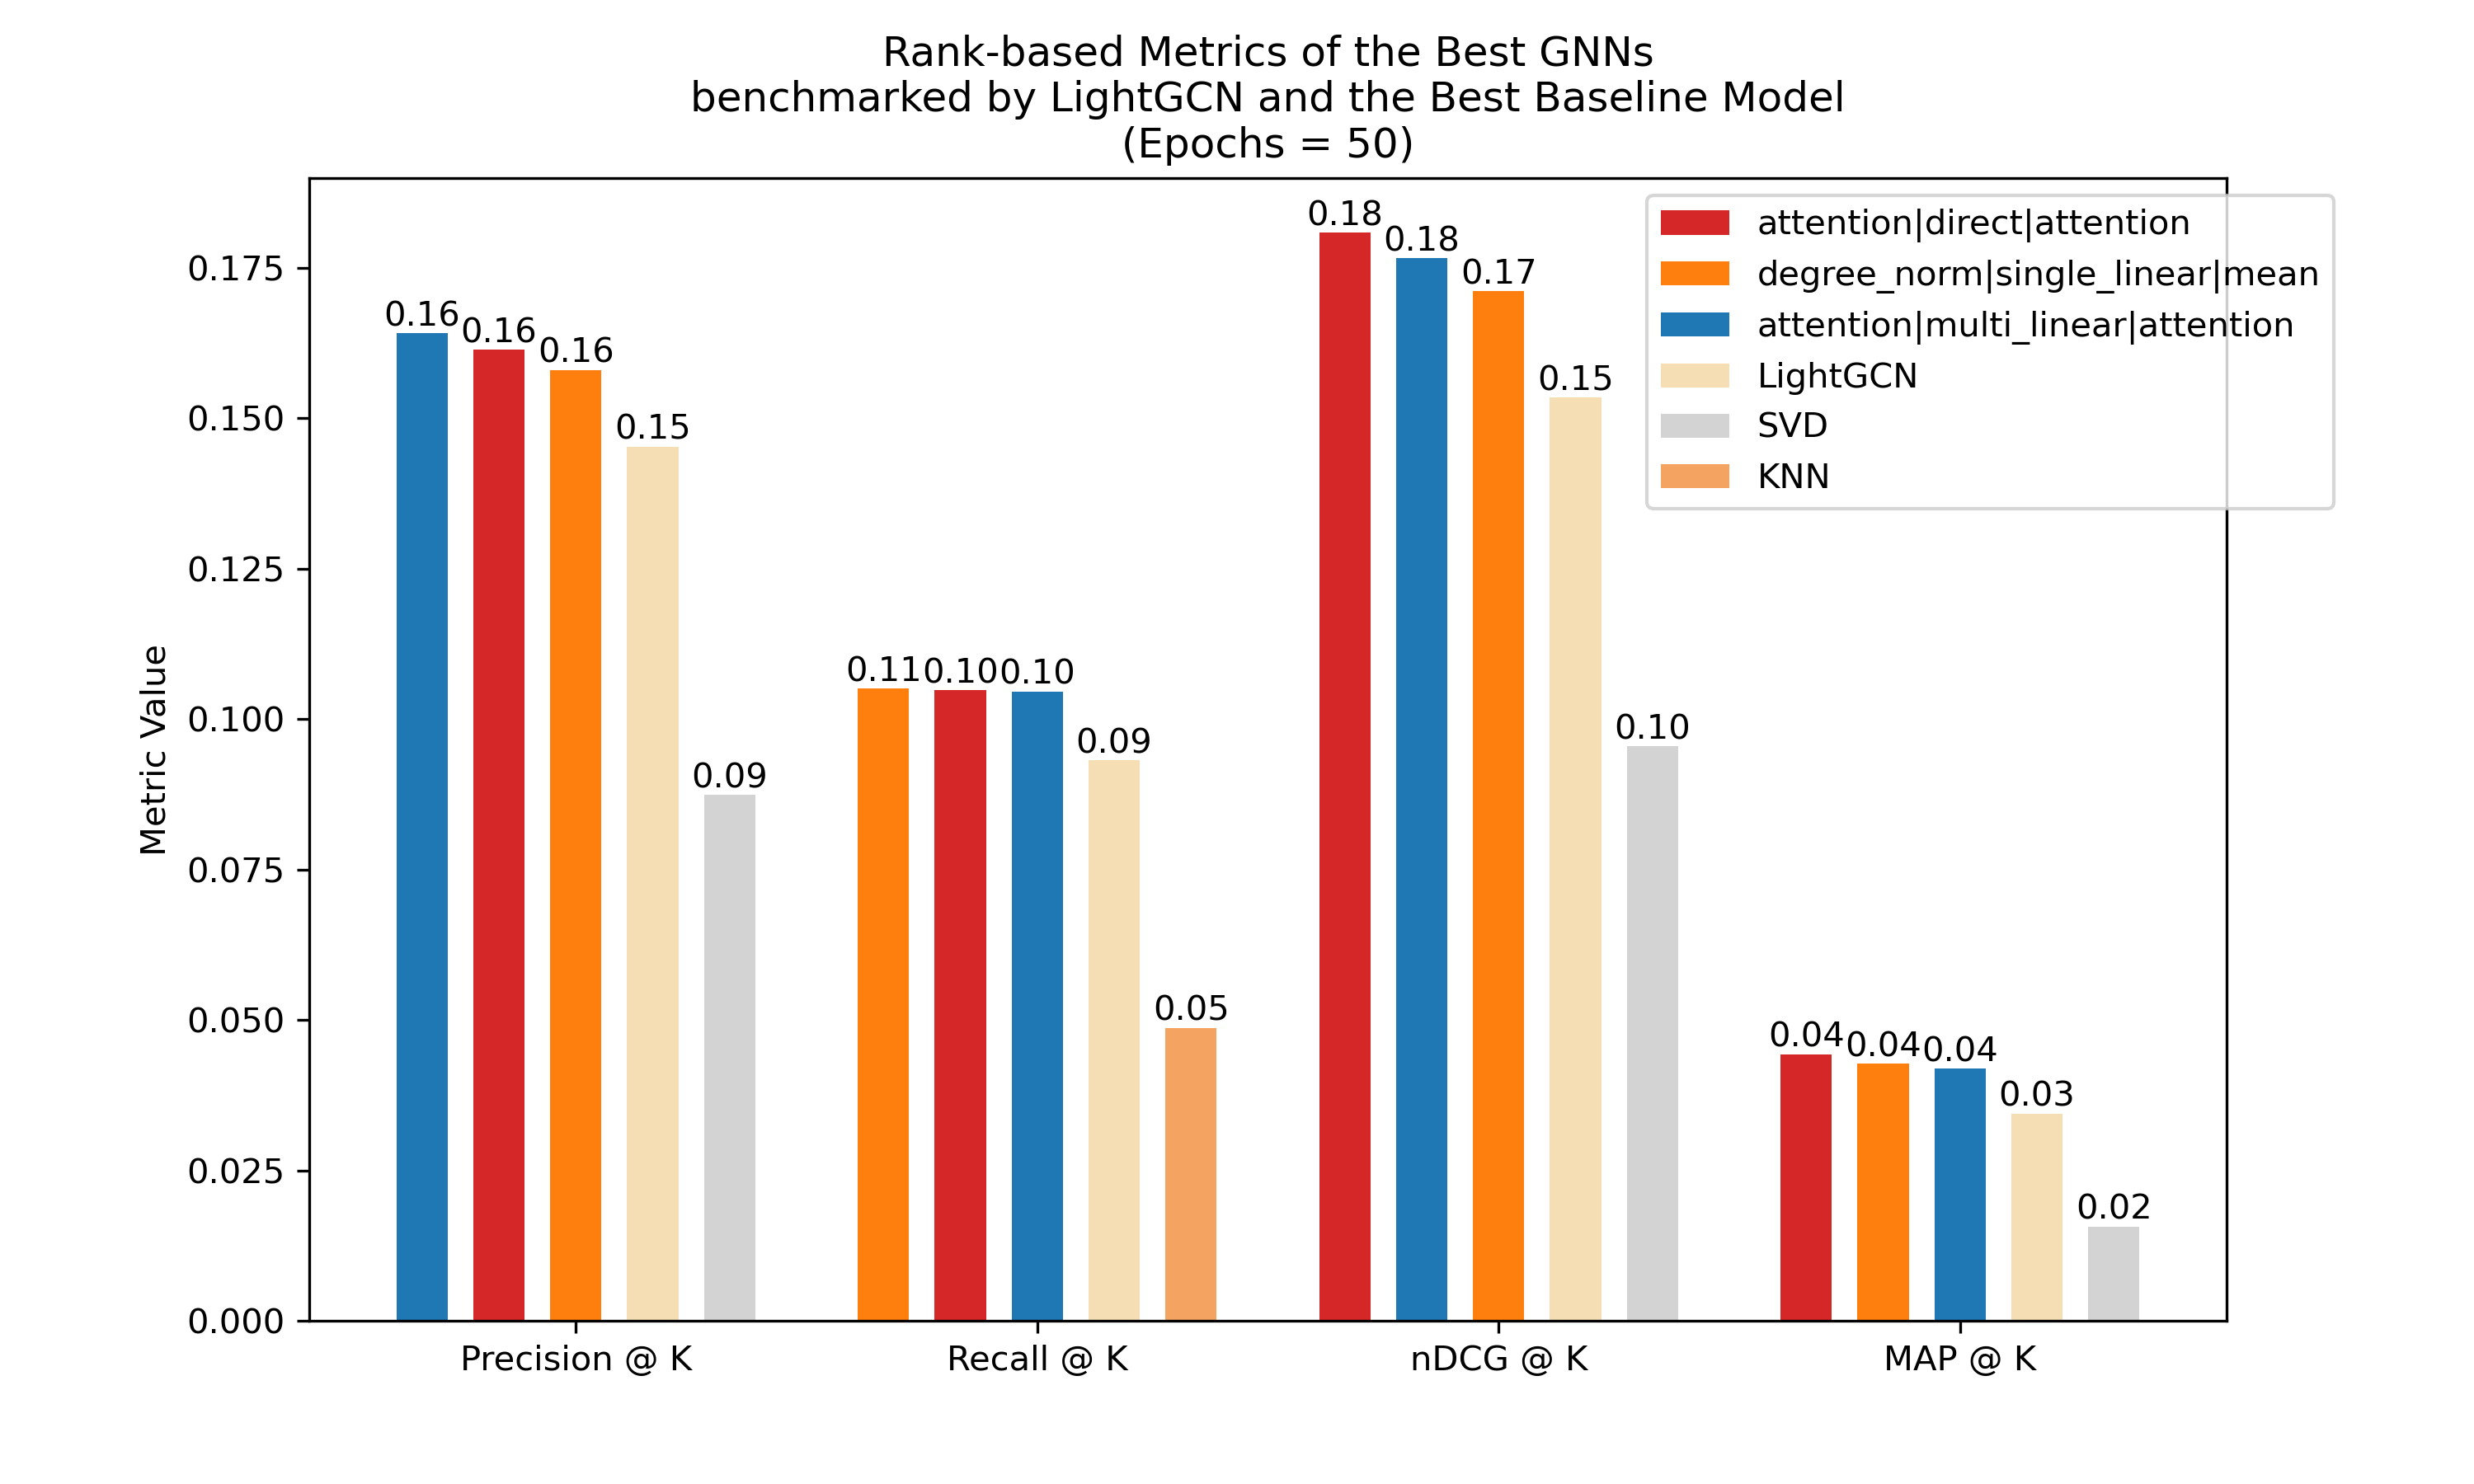 Rank-based Metrics of the Best GNNs
benchmarked by LightGCN and the Best Baseline Model
(Epochs = 50)
Metric Value
0.175
0.150
0.125
0.100
0.075
0.050
0.025
0.000
0.16
0.16
0.16
0.15
0.09
0.11
0.10
0.10
0.09
0.05
0.18
0.18
0.17
0.15
0.10
0.04
0.04
0.04
0.03
0.02
attention|direct|attention
degree_norm|single_linear|mean
attention|multi_linear|attention
LightGCN
SVD
KNN
Precision @ K
Recall @ K
nDCG @ K
MAP @ K